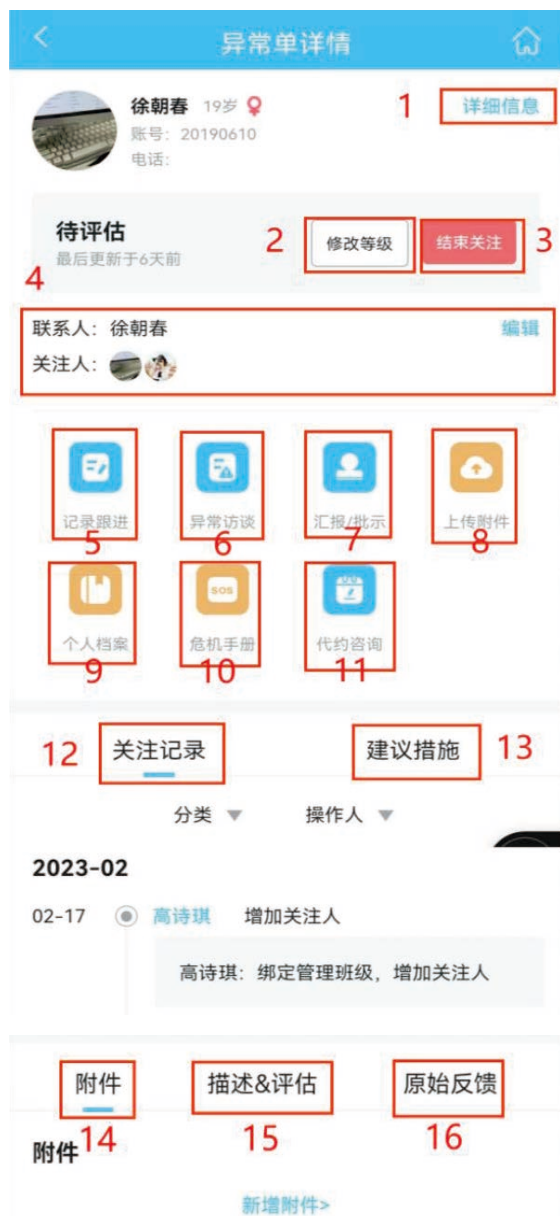 异常单详情
徐朝春 19岁 1 详细信息
账号：20190610
电话：
待评估 2 修改等级 结束关注 3
最后更新于6天前
4
联系人：徐朝春 编辑
关注人：
记录跟进 异常访谈 汇报/批示 上传附件
5 6 7 8
SOS
个人档案 危机手册 代约咨询
9 10 11
12 关注记录 建议措施 13
分类 操作人
2023-02
02-17 高诗琪 增加关注人
高诗琪：绑定管理班级，增加关注人
附件 描述&评估 原始反馈
14 15 16
附件
新增附件>